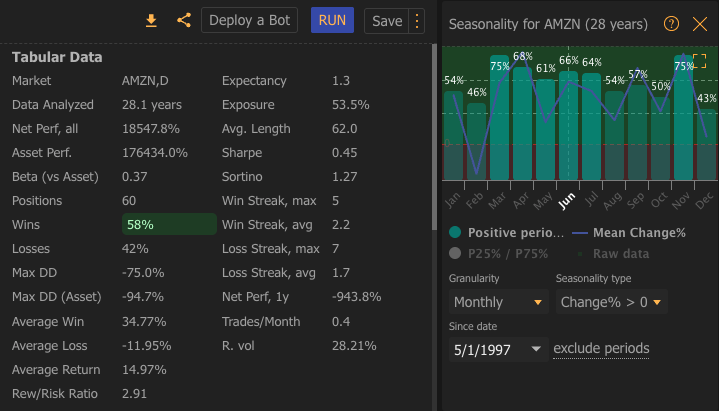 Deploy a Bot RUN Save
Tabular Data
Market AMZN,D Expectancy 1.3
Data Analyzed 28.1 years Exposure 53.5%
Net Perf, all 18547.8% Avg. Length 62.0
Asset Perf. 176434.0% Sharpe 0.45
Beta (vs Asset) 0.37 Sortino 1.27
Positions 60 Win Streak, max 5
Wins 58% Win Streak, avg 2.2
Losses 42% Loss Streak, max 7
Max DD -75.0% Loss Streak, avg 1.7
Max DD (Asset) -94.7% Net Perf, 1y -943.8%
Average Win 34.77% Trades/Month 0.4
Average Loss -11.95% R. vol 28.21%
Average Return 14.97%
Rew/Risk Ratio 2.91
Seasonality for AMZN (28 years)
54% 46% 75% 68% 61% 66% 64% 54% 57% 50% 75% 43%
Jan Feb Mar Apr May Jun Jul Aug Sep Oct Nov Dec
Positive perio... Mean Change%
P25% / P75% Raw data
Granularity Seasonality type
Monthly Change% > 0
Since date
5/1/1997 exclude periods